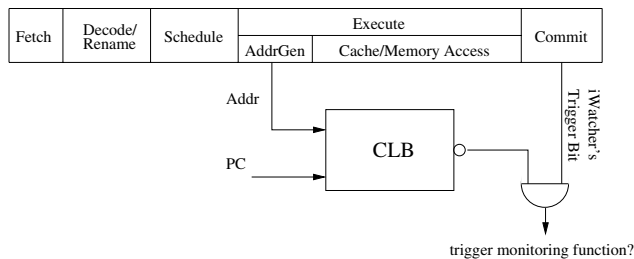 Fetch
Decode/
Rename
Schedule
Execute
AddrGen
Cache/Memory Access
Commit
Addr
PC
CLB
iWatcher's
Trigger Bit
trigger monitoring function?